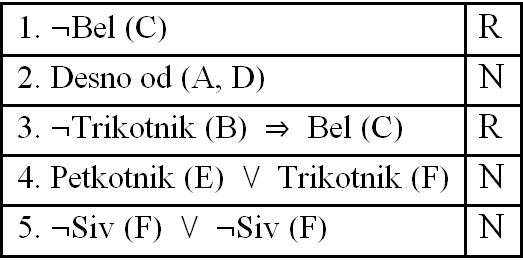 1. ¬Bel (C) R
2. Desno od (A, D) N
3. ¬Trikotnik (B) ⇒ Bel (C) R
4. Petkotnik (E) \/ Trikotnik (F) N
5. ¬Siv (F) \/ ¬Siv (F) N